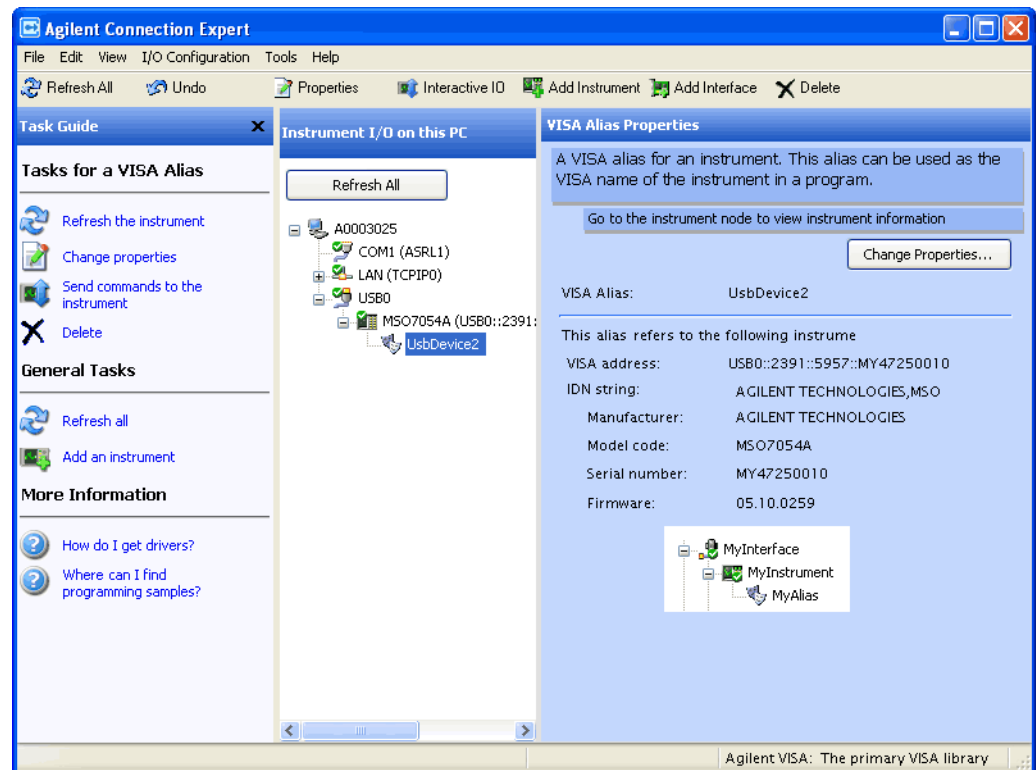 Agilent Connection Expert
File Edit View I/O Configuration Tools Help
Refresh All Undo Properties Interactive IO Add Instrument Add Interface Delete
Task Guide
Tasks for a VISA Alias
Refresh the instrument
Change properties
Send commands to the
instrument
Delete
General Tasks
Refresh all
Add an instrument
More Information
How do I get drivers?
Where can I find
programming samples?
Instrument I/O on this PC
Refresh All
A0003025
COM1 (ASRL1)
LAN (TCPIP0)
USB0
MSO7054A (USB0::2391:
UsbDevice2
VISA Alias Properties
A VISA alias for an instrument. This alias can be used as the
VISA name of the instrument in a program.
Go to the instrument node to view instrument information
Change Properties...
VISA Alias: UsbDevice2
This alias refers to the following instrume
VISA address: USB0::2391::5957::MY47250010
IDN string: AGILENT TECHNOLOGIES,MSO
Manufacturer: AGILENT TECHNOLOGIES
Model code: MSO7054A
Serial number: MY47250010
Firmware: 05.10.0259
MyInterface
MyInstrument
MyAlias
Agilent VISA: The primary VISA library